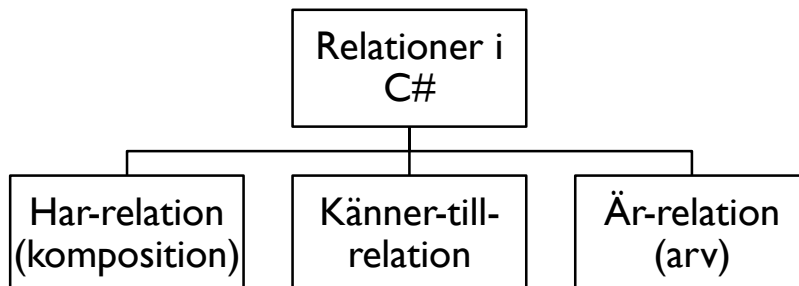 Relationer i
C#
Har-relation
(komposition)
Känner-till-
relation
Är-relation
(arv)